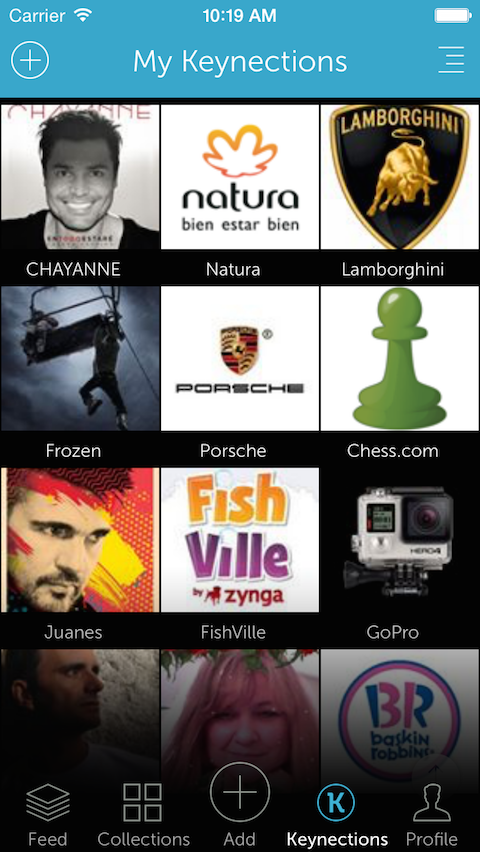 Carrier 10:19 AM
My Keynections
CHAYANNE
EN TODO ESTARÉ
natura
bien estar bien
LAMBORGHINI
CHAYANNE Natura Lamborghini
PORSCHE
Frozen Porsche Chess.com
Fish
Ville
by zynga
HERO4
Juanes FishVille GoPro
BR
baskin
robbins
Feed Collections Add Keynections Profile